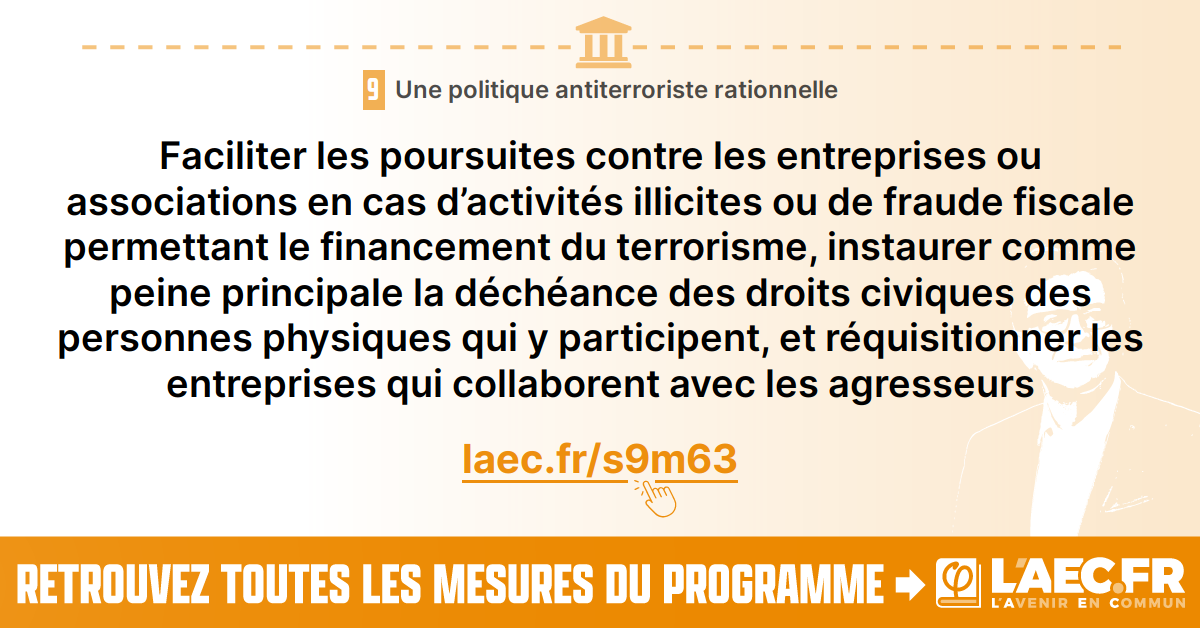 9 Une politique antiterroriste rationnelle
Faciliter les poursuites contre les entreprises ou
associations en cas d’activités illicites ou de fraude fiscale
permettant le financement du terrorisme, instaurer comme
peine principale la déchéance des droits civiques des
personnes physiques qui y participent, et réquisitionner les
entreprises qui collaborent avec les agresseurs
laec.fr/s9m63
RETROUVEZ TOUTES LES MESURES DU PROGRAMME
L'AEC.FR
L'AVENIR EN COMMUN